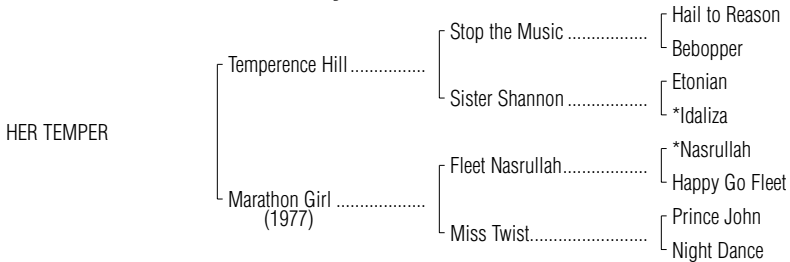 Hail to Reason
Stop the Music .................
Bebopper
Temperence Hill................
Etonian
Sister Shannon .................
*Idaliza
HER TEMPER
*Nasrullah
Fleet Nasrullah..................
Happy Go Fleet
Marathon Girl ...................
(1977)
Prince John
Miss Twist.........................
Night Dance